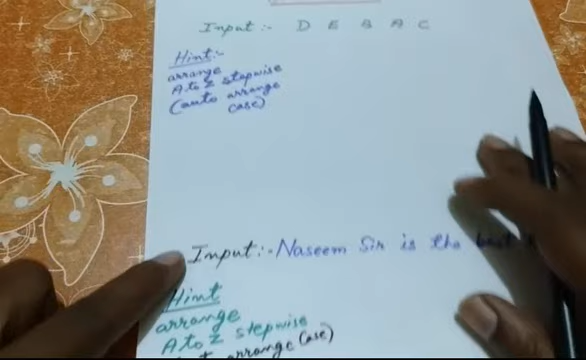 Input :- D E B A C
Hint :-
arrange
A to Z stepwise
(auto arrange
case)
Input :- Naseem Sir is the best
Hint
arrange
A to Z stepwise
arrange case)